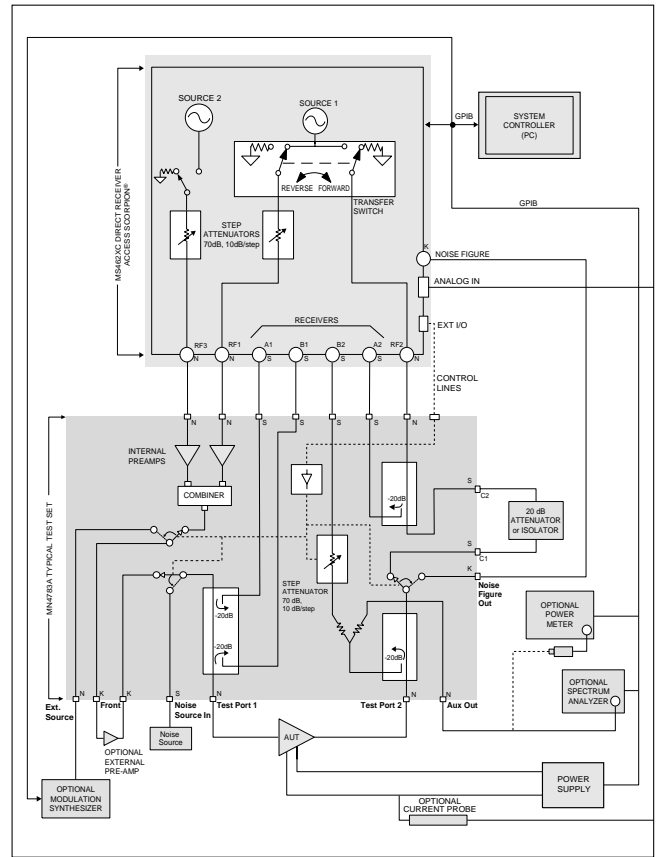 SOURCE 2
SOURCE 1
GPIB
SYSTEM
CONTROLLER
(PC)
MS462XC DIRECT RECEIVER
ACCESS SCORPION®
REVERSE FORWARD
TRANSFER
SWITCH
GPIB
STEP
ATTENUATORS
70dB, 10dB/step
K
NOISE FIGURE
ANALOG IN
RECEIVERS
EXT I/O
RF3 RF1 A1 B1 B2 A2 RF2
N N S S S S N
CONTROL
LINES
N N S S S S N
INTERNAL
PREAMPS
COMBINER
-20dB
S
C2
20 dB
ATTENUATOR
or ISOLATOR
S
C1
MN4783A TYPICAL TEST SET
K
Noise
Figure
Out
STEP
ATTENUATOR
70 dB,
10 dB/step
-20dB
-20dB
-20dB
OPTIONAL
POWER
METER
OPTIONAL
SPECTRUM
ANALYZER
N K K S N N N
Ext.
Source
Front
Noise
Source In
Test Port 1
Test Port 2
Aux Out
Noise
Source
OPTIONAL
EXTERNAL
PRE-AMP
AUT
OPTIONAL
MODULATION
SYNTHESIZER
POWER
SUPPLY
OPTIONAL
CURRENT PROBE